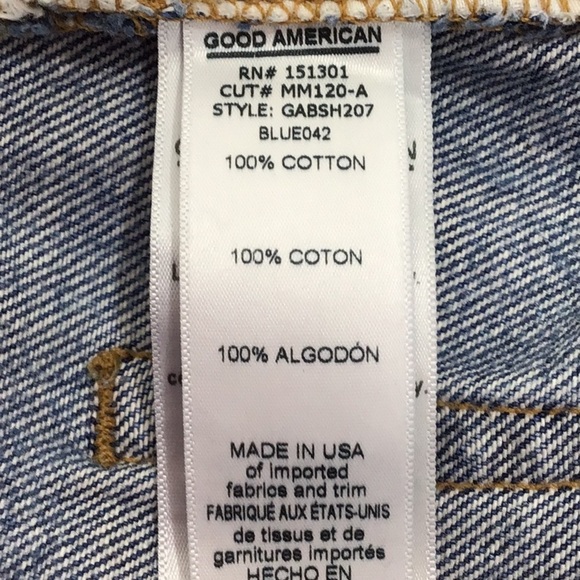 GOOD AMERICAN
RN# 151301
CUT# MM120-A
STYLE: GABSH207
BLUE042
100% COTTON
100% COTON
100% ALGODÓN
MADE IN USA
of imported
fabrics and trim
FABRIQUÉ AUX ÉTATS-UNIS
de tissus et de
garnitures importés
HECHO EN